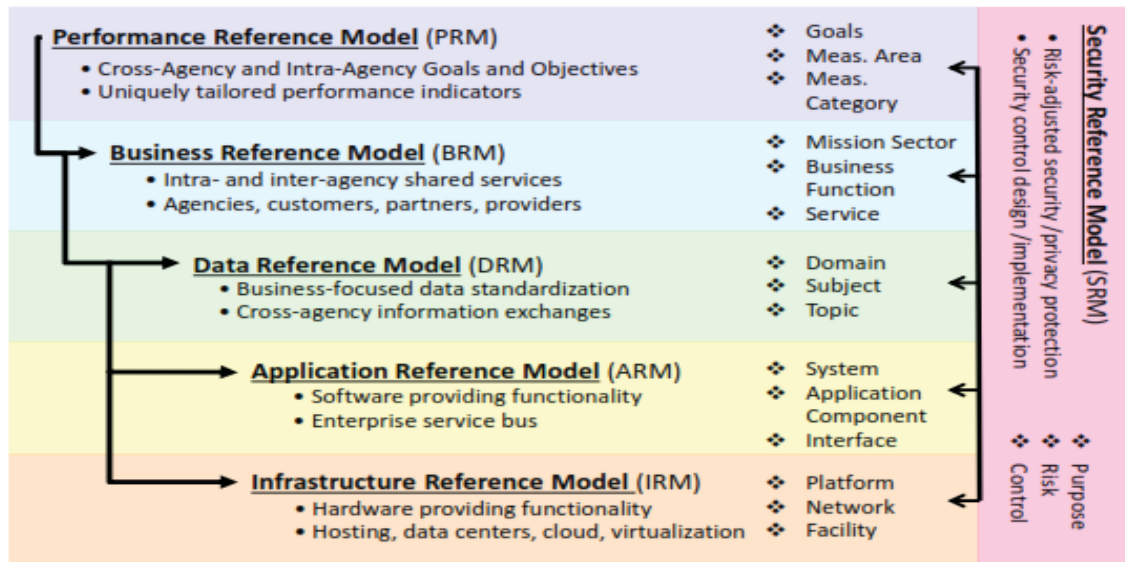 Performance Reference Model (PRM)
• Cross-Agency and Intra-Agency Goals and Objectives
• Uniquely tailored performance indicators
❖ Goals
❖ Meas. Area
❖ Meas.
Category
Business Reference Model (BRM)
• Intra- and inter-agency shared services
• Agencies, customers, partners, providers
❖ Mission Sector
❖ Business
Function
❖ Service
Data Reference Model (DRM)
• Business-focused data standardization
• Cross-agency information exchanges
❖ Domain
❖ Subject
❖ Topic
Application Reference Model (ARM)
• Software providing functionality
• Enterprise service bus
❖ System
❖ Application
Component
❖ Interface
Infrastructure Reference Model (IRM)
• Hardware providing functionality
• Hosting, data centers, cloud, virtualization
❖ Platform
❖ Network
❖ Facility
Security Reference Model (SRM)
• Risk-adjusted security/privacy protection
• Security control design/implementation
❖ Purpose
❖ Risk
❖ Control